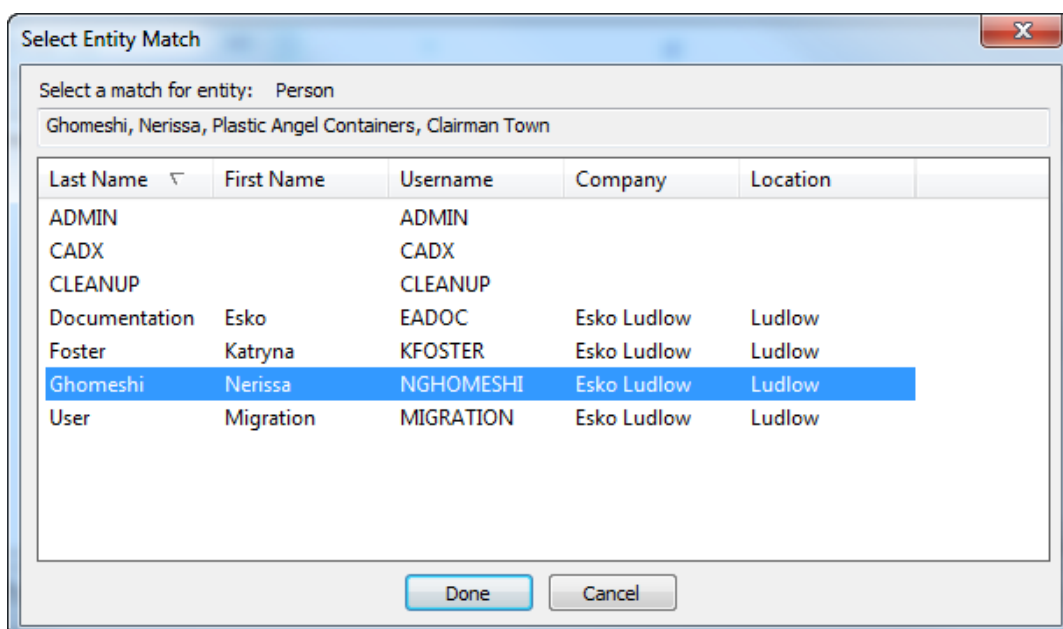 Select Entity Match
Select a match for entity: Person
Ghomeshi, Nerissa, Plastic Angel Containers, Clairman Town
Last Name First Name Username Company Location
ADMIN ADMIN
CADX CADX
CLEANUP CLEANUP
Documentation Esko EADOC Esko Ludlow Ludlow
Foster Katryna KFOSTER Esko Ludlow Ludlow
Ghomeshi Nerissa NGHOMESHI Esko Ludlow Ludlow
User Migration MIGRATION Esko Ludlow Ludlow
Done Cancel